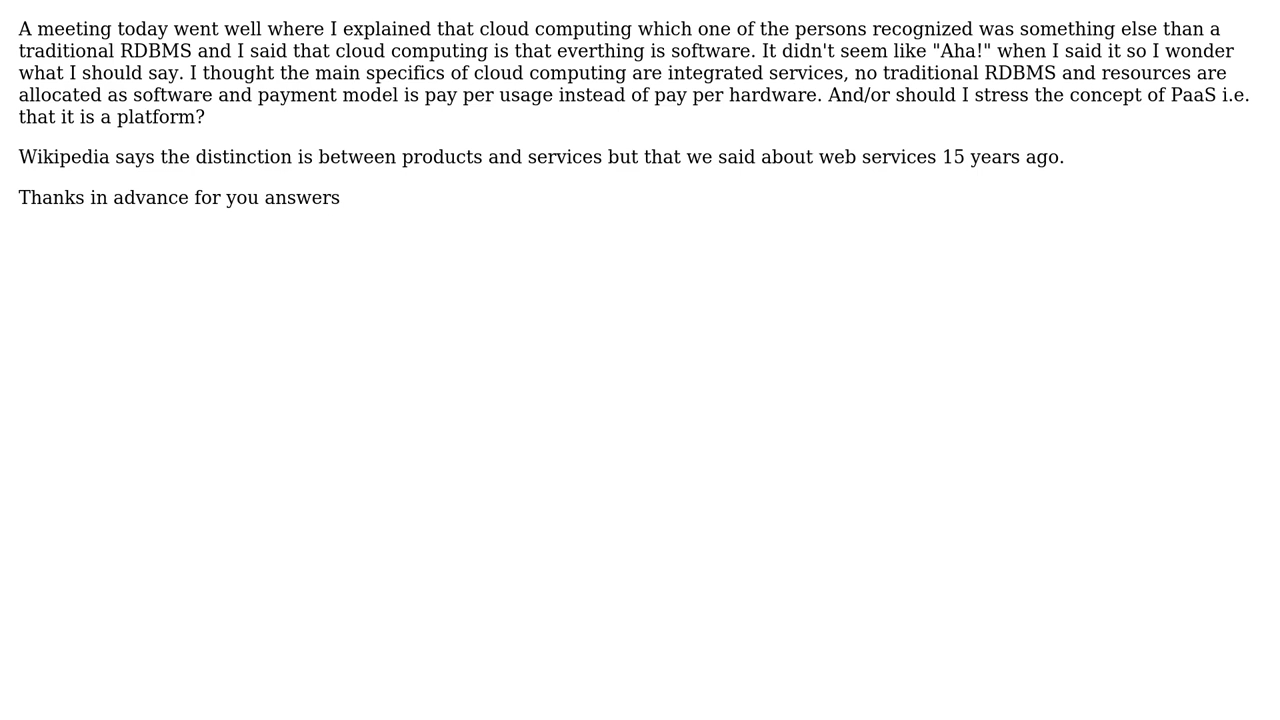 A meeting today went well where I explained that cloud computing which one of the persons recognized was something else than a
traditional RDBMS and I said that cloud computing is that everthing is software. It didn't seem like "Aha!" when I said it so I wonder
what I should say. I thought the main specifics of cloud computing are integrated services, no traditional RDBMS and resources are
allocated as software and payment model is pay per usage instead of pay per hardware. And/or should I stress the concept of PaaS i.e.
that it is a platform?
Wikipedia says the distinction is between products and services but that we said about web services 15 years ago.
Thanks in advance for you answers